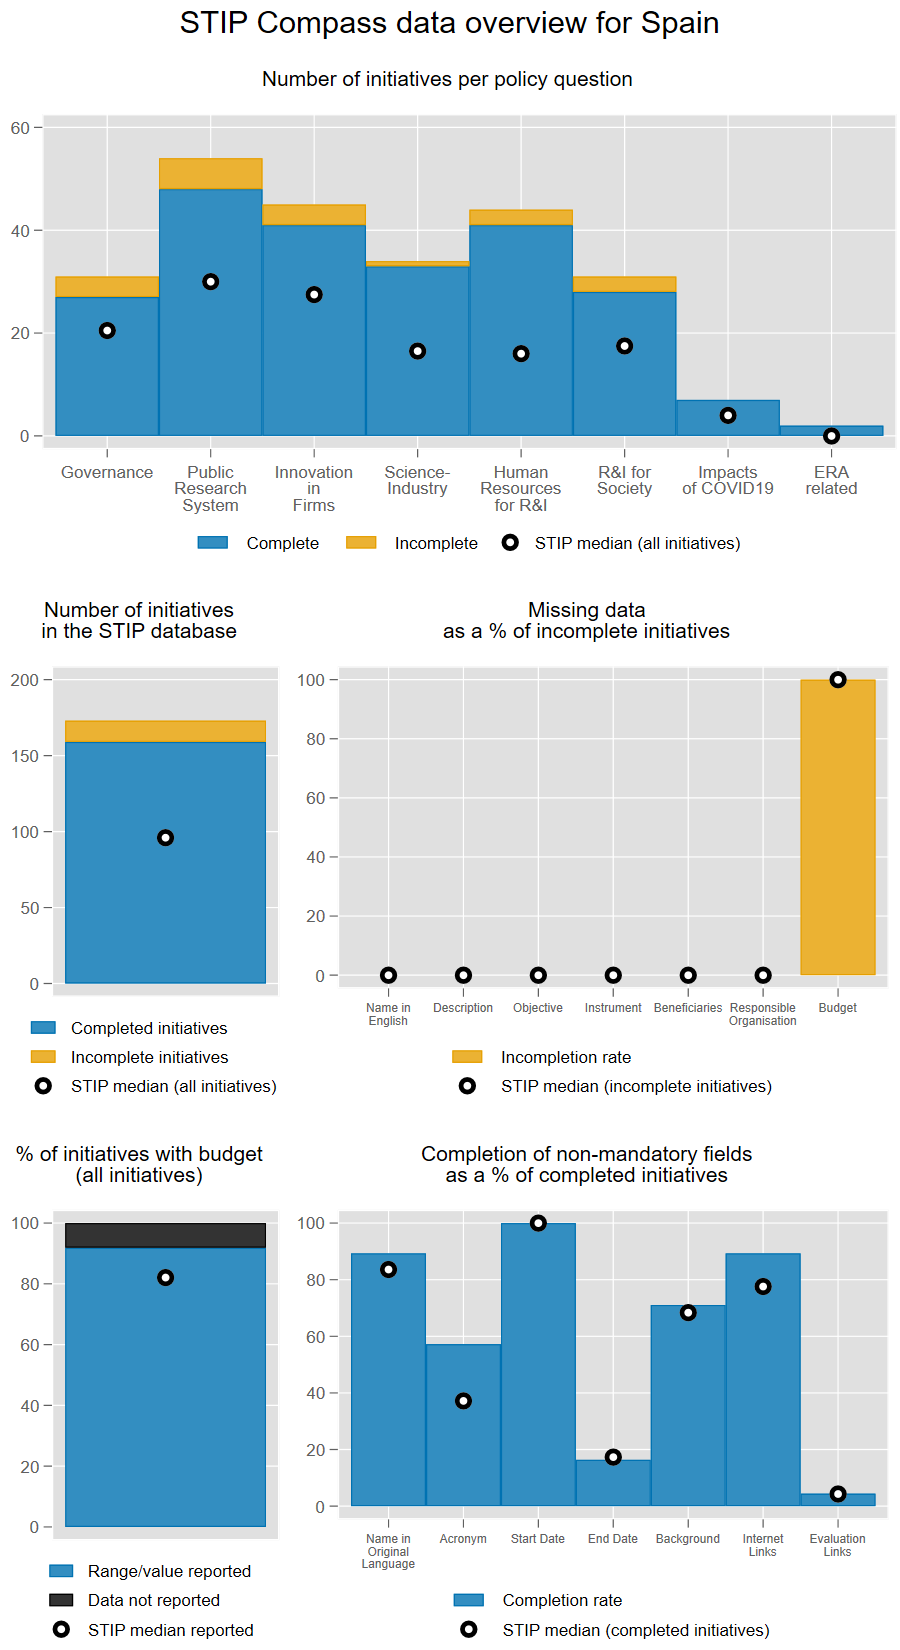 STIP Compass data overview for Spain
Number of initiatives per policy question
60
40
20
0
Governance
Public
Research
System
Innovation
in
Firms
Science-
Industry
Human
Resources
for R&I
R&I for
Society
Impacts
of COVID19
ERA
related
Complete
Incomplete
STIP median (all initiatives)
Number of initiatives
in the STIP database
200
150
100
50
0
Completed initiatives
Incomplete initiatives
STIP median (all initiatives)
Missing data
as a % of incomplete initiatives
100
80
60
40
20
0
Name in
English
Description
Objective
Instrument
Beneficiaries
Responsible
Organisation
Budget
Incompletion rate
STIP median (incomplete initiatives)
% of initiatives with budget
(all initiatives)
100
80
60
40
20
0
Range/value reported
Data not reported
STIP median reported
Completion of non-mandatory fields
as a % of completed initiatives
100
80
60
40
20
0
Name in
Original
Language
Acronym
Start Date
End Date
Background
Internet
Links
Evaluation
Links
Completion rate
STIP median (completed initiatives)